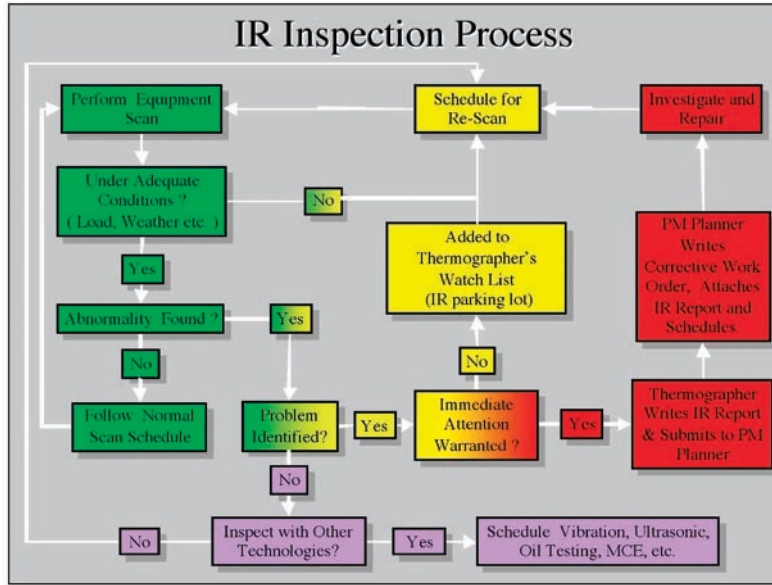 IR Inspection Process
Perform Equipment
Scan
Schedule for
Re-Scan
Investigate and
Repair
Under Adequate
Conditions ?
( Load, Weather etc. )
No
Added to
Thermographer's
Watch List
(IR parking lot)
PM Planner
Writes
Corrective Work
Order, Attaches
IR Report and
Schedules
Yes
Abnormality Found ?
Yes
No
No
Follow Normal
Scan Schedule
Problem
Identified?
Yes
Immediate
Attention
Warranted ?
Yes
Thermographer
Writes IR Report
& Submits to PM
Planner
No
No
Inspect with Other
Technologies?
Yes
Schedule Vibration, Ultrasonic,
Oil Testing, MCE, etc.